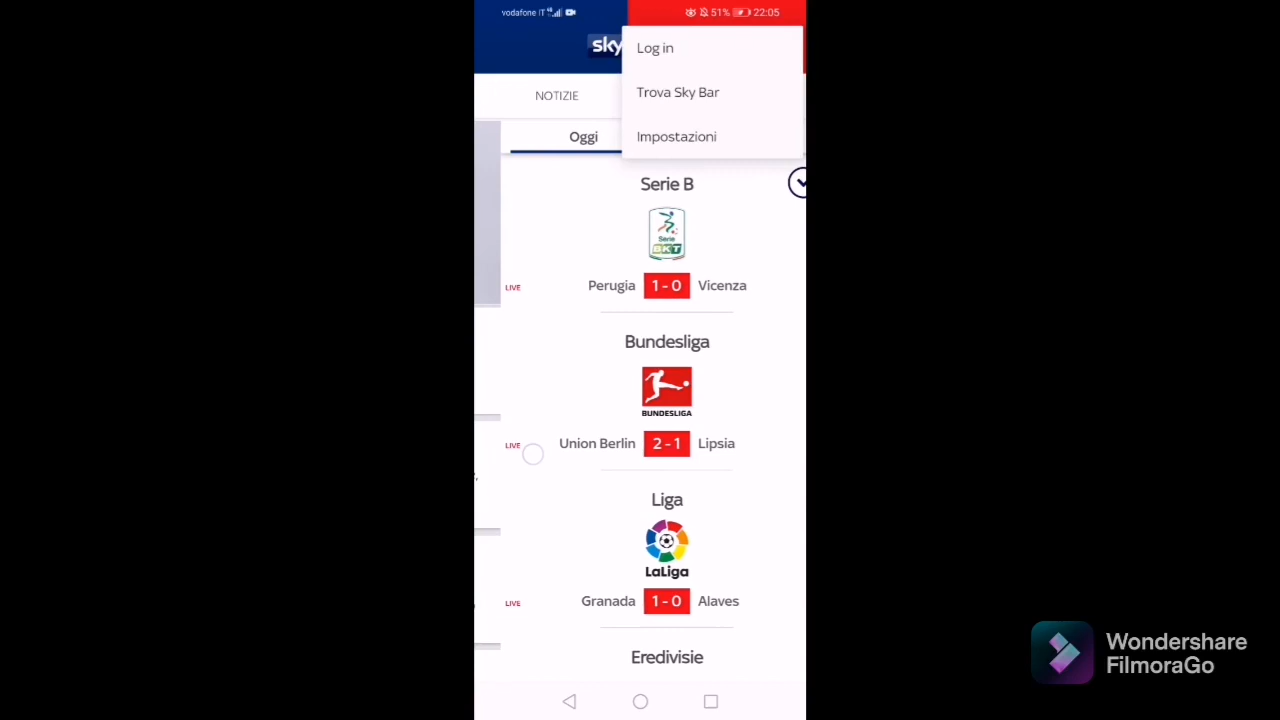 vodafone IT
51%
22:05
sky
Log in
Trova Sky Bar
Impostazioni
NOTIZIE
Oggi
Serie B
Serie
BKT
LIVE
Perugia 1 - 0 Vicenza
Bundesliga
BUNDESLIGA
LIVE
Union Berlin 2 - 1 Lipsia
Liga
LaLiga
LIVE
Granada 1 - 0 Alaves
Eredivisie
Wondershare
FilmoraGo